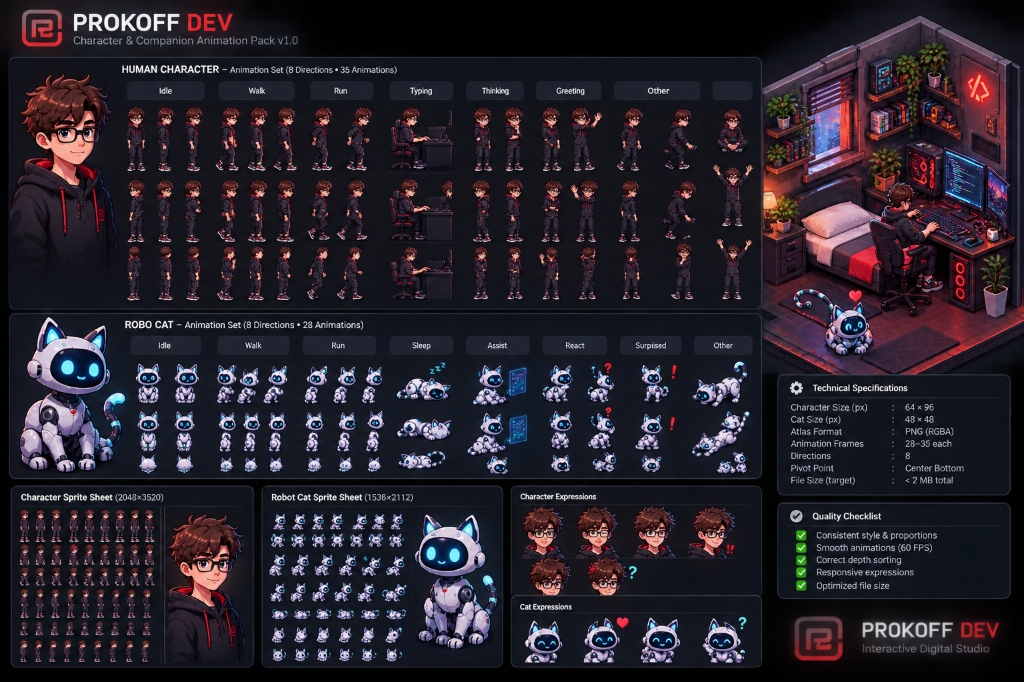 PROKOFF DEV
Character & Companion Animation Pack v1.0
HUMAN CHARACTER – Animation Set (8 Directions • 35 Animations)
Idle
Walk
Run
Typing
Thinking
Greeting
Other
ROBO CAT – Animation Set (8 Directions • 28 Animations)
Idle
Walk
Run
Sleep
Assist
React
Surprised
Other
z z z
?
!
?
!
Character Sprite Sheet (2048×3520)
Robot Cat Sprite Sheet (1536×2112)
Character Expressions
!!
?
Cat Expressions
?
Technical Specifications
Character Size (px) : 64 × 96
Cat Size (px) : 48 × 48
Atlas Format : PNG (RGBA)
Animation Frames : 28–35 each
Directions : 8
Pivot Point : Center Bottom
File Size (target) : < 2 MB total
Quality Checklist
Consistent style & proportions
Smooth animations (60 FPS)
Correct depth sorting
Responsive expressions
Optimized file size
PROKOFF DEV
Interactive Digital Studio